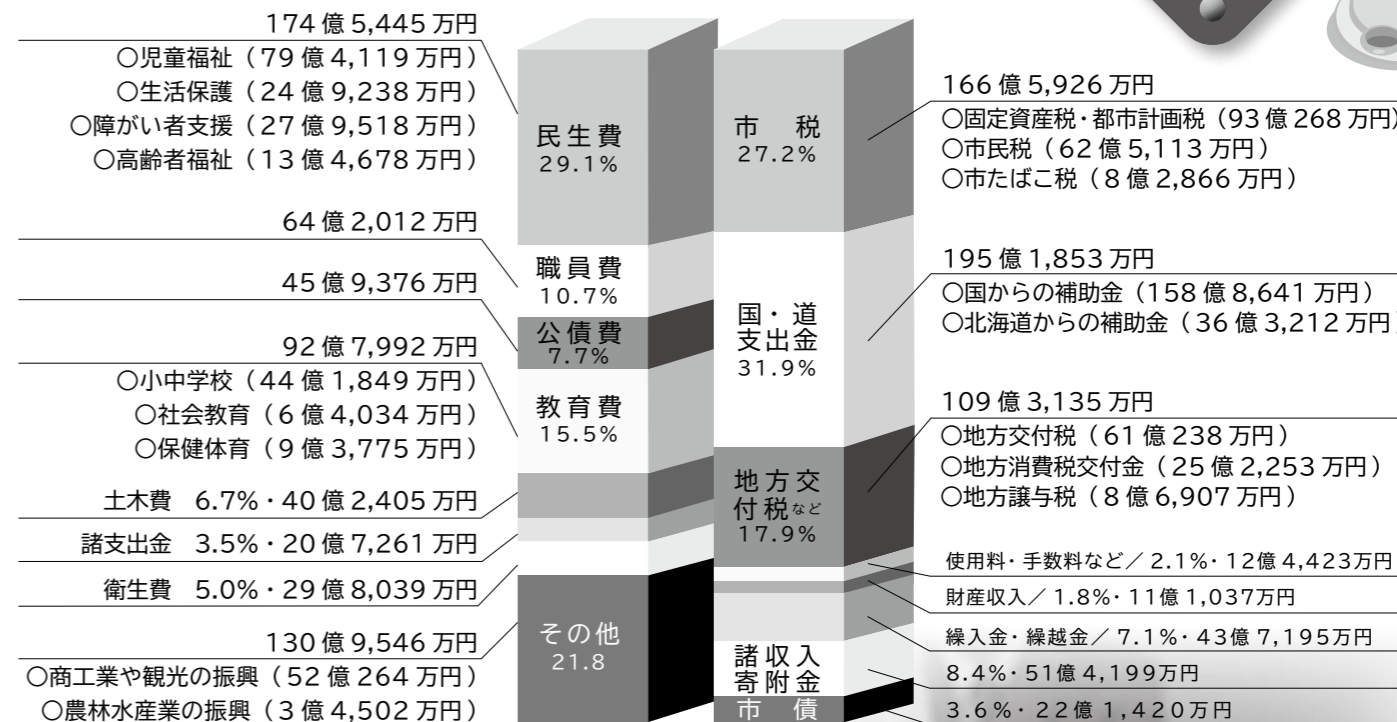 174億5,445万円
○児童福祉（79億4,119万円）
○生活保護（24億9,238万円）
○障がい者支援（27億9,518万円）
○高齢者福祉（13億4,678万円）
64億2,012万円
45億9,376万円
92億7,992万円
○小中学校（44億1,849万円）
○社会教育（6億4,034万円）
○保健体育（9億3,775万円）
土木費　6.7%・40億2,405万円
諸支出金　3.5%・20億7,261万円
衛生費　5.0%・29億8,039万円
130億9,546万円
○商工業や観光の振興（52億264万円）
○農林水産業の振興（3億4,502万円）
民生費
29.1%
職員費
10.7%
公債費
7.7%
教育費
15.5%
その他
21.8
市　税
27.2%
国・道
支出金
31.9%
地方交
付税など
17.9%
諸収入
寄附金
市　債
166億5,926万円
○固定資産税・都市計画税（93億268万円）
○市民税（62億5,113万円）
○市たばこ税（8億2,866万円）
195億1,853万円
○国からの補助金（158億8,641万円）
○北海道からの補助金（36億3,212万円）
109億3,135万円
○地方交付税（61億238万円）
○地方消費税交付金（25億2,253万円）
○地方譲与税（8億6,907万円）
使用料・手数料など／2.1%・12億4,423万円
財産収入／1.8%・11億1,037万円
繰入金・繰越金／7.1%・43億7,195万円
8.4%・51億4,199万円
3.6%・22億1,420万円